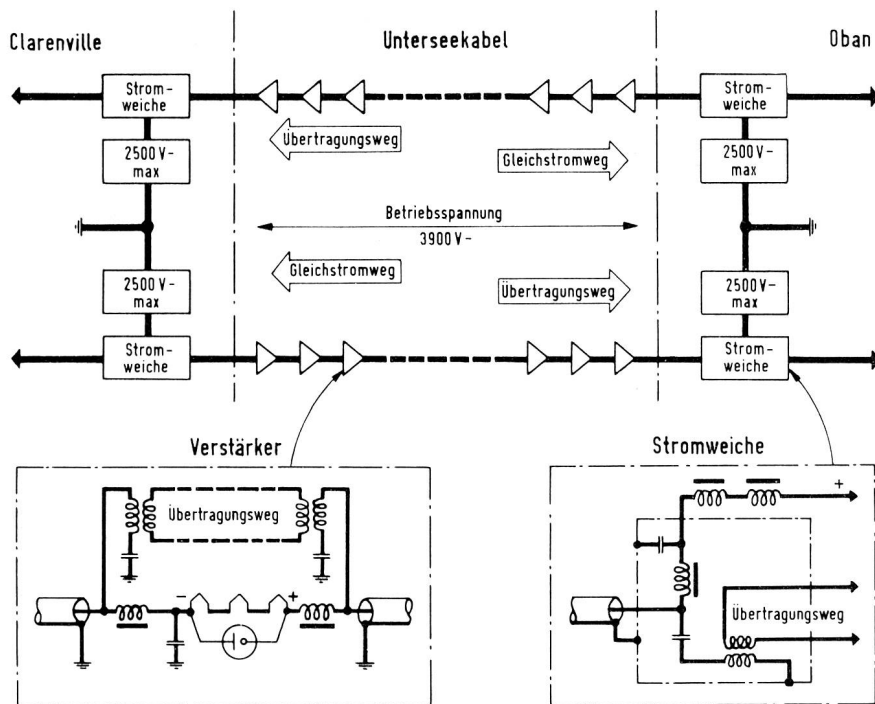 Clarenville
Unterseekabel
Oban
Strom-
weiche
Strom-
weiche
2500 V-
max
Übertragungsweg
Gleichstromweg
2500 V-
max
Betriebsspannung
3900 V-
2500 V-
max
Gleichstromweg
Übertragungsweg
2500 V-
max
Strom-
weiche
Strom-
weiche
Verstärker
Stromweiche
Übertragungsweg
- +
+
Übertragungsweg